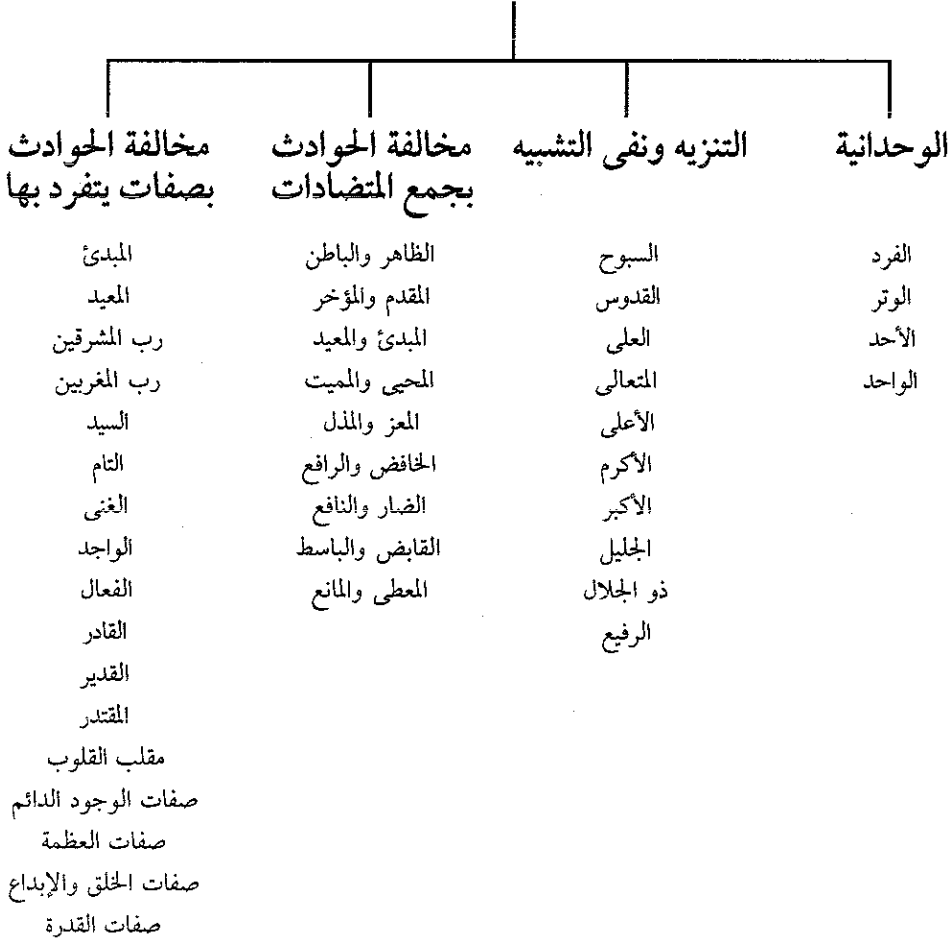 الوحدانية
الفرد
الوتر
الأحد
الواحد
التنزيه ونفى التشبيه
السبوح
القدوس
العلى
المتعالى
الأعلى
الأكرم
الأكبر
الجليل
ذو الجلال
الرفيع
مخالفة الحوادث
بجمع المتضادات
الظاهر والباطن
المقدم والمؤخر
المبدئ والمعيد
المحيى والمميت
المعز والمذل
الخافض والرافع
الضار والنافع
القابض والباسط
المعطى والمانع
مخالفة الحوادث
بصفات يتفرد بها
المبدئ
المعيد
رب المشرقين
رب المغربين
السيد
التام
الغنى
الواجد
الفعال
القادر
القدير
المقتدر
مقلب القلوب
صفات الوجود الدائم
صفات العظمة
صفات الخلق والإبداع
صفات القدرة